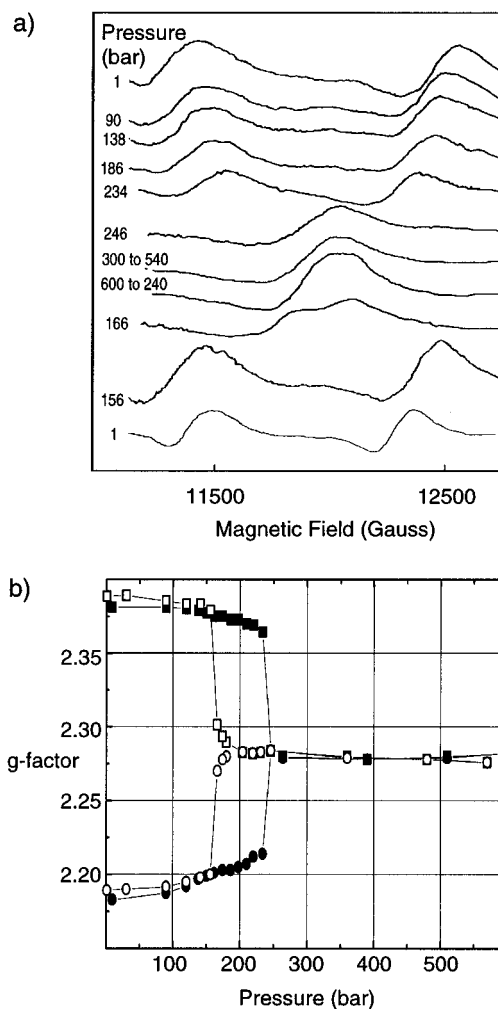 a)
Pressure
(bar)
1
90
138
186
234
246
300 to 540
600 to 240
166
156
1
11500 12500
Magnetic Field (Gauss)
b)
2.35
2.30
g-factor
2.25
2.20
100 200 300 400 500
Pressure (bar)